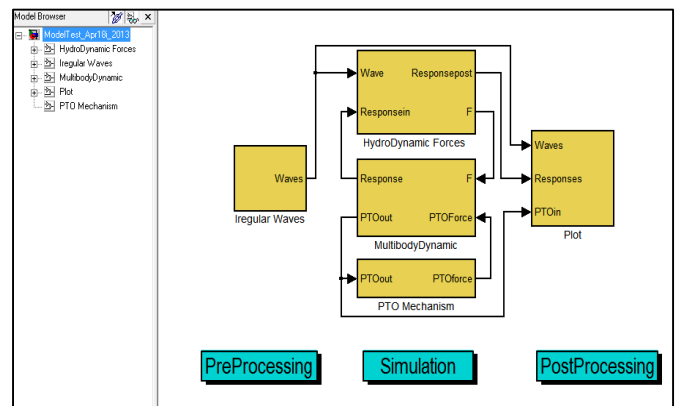 Model Browser
ModelTest_Apr18i_2013
HydroDynamic Forces
Iregular Waves
MultibodyDynamic
Plot
PTO Mechanism
Wave Responsepost
Responsein F
HydroDynamic Forces
Waves
Iregular Waves
Response F
PTOout PTOForce
MultibodyDynamic
PTOout PTOforce
PTO Mechanism
Waves
Responses
PTOin
Plot
PreProcessing Simulation PostProcessing